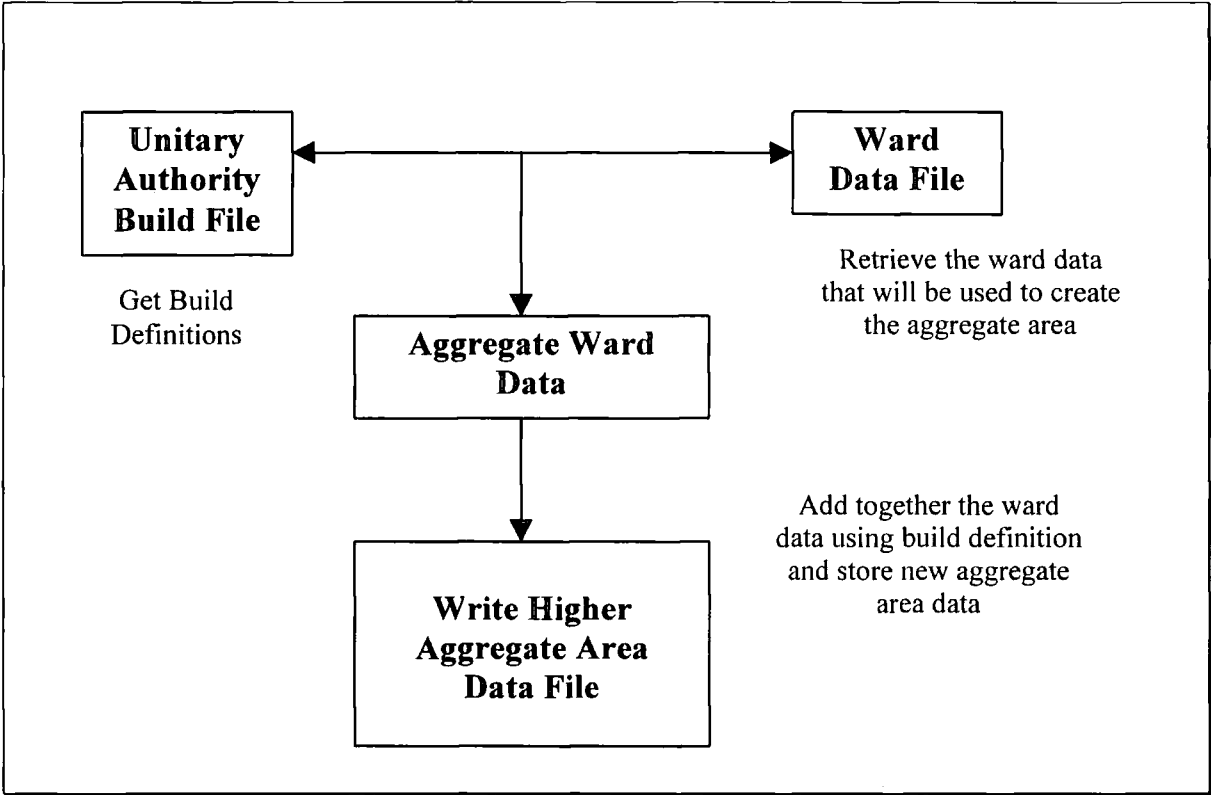 Unitary
Authority
Build File
Ward
Data File
Get Build
Definitions
Retrieve the ward data
that will be used to create
the aggregate area
Aggregate Ward
Data
Add together the ward
data using build definition
and store new aggregate
area data
Write Higher
Aggregate Area
Data File